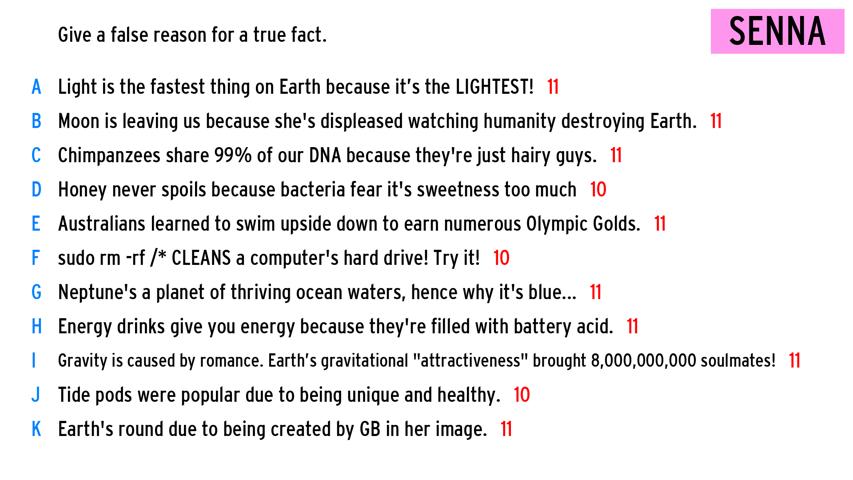 Give a false reason for a true fact.
SENNA
A Light is the fastest thing on Earth because it's the LIGHTEST! 11
B Moon is leaving us because she's displeased watching humanity destroying Earth. 11
C Chimpanzees share 99% of our DNA because they're just hairy guys. 11
D Honey never spoils because bacteria fear it's sweetness too much 10
E Australians learned to swim upside down to earn numerous Olympic Golds. 11
F sudo rm -rf /* CLEANS a computer's hard drive! Try it! 10
G Neptune's a planet of thriving ocean waters, hence why it's blue... 11
H Energy drinks give you energy because they're filled with battery acid. 11
I Gravity is caused by romance. Earth's gravitational "attractiveness" brought 8,000,000,000 soulmates! 11
J Tide pods were popular due to being unique and healthy. 10
K Earth's round due to being created by GB in her image. 11